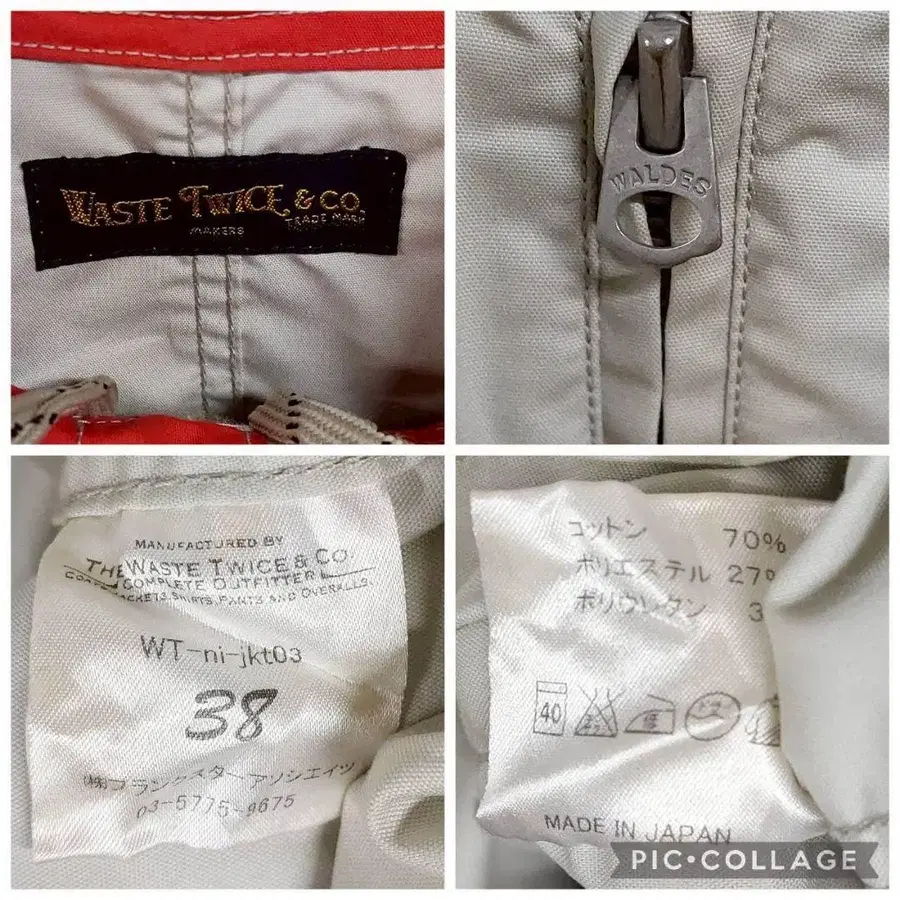 WASTE TWICE & CO.
TRADE MARK
MAKERS
WALDES
MANUFACTURED BY
THE WASTE TWICE & CO.
COMPLETE OUTFITTER
JACKETS, SHIRTS, PANTS AND OVERALLS.
WT-ni-jkt03
38
㈱フランクスターアソシエイツ
03-5775-9675
コットン 70%
ポリエステル 27%
ポリウレタン 3
40
MADE IN JAPAN
PIC•COLLAGE